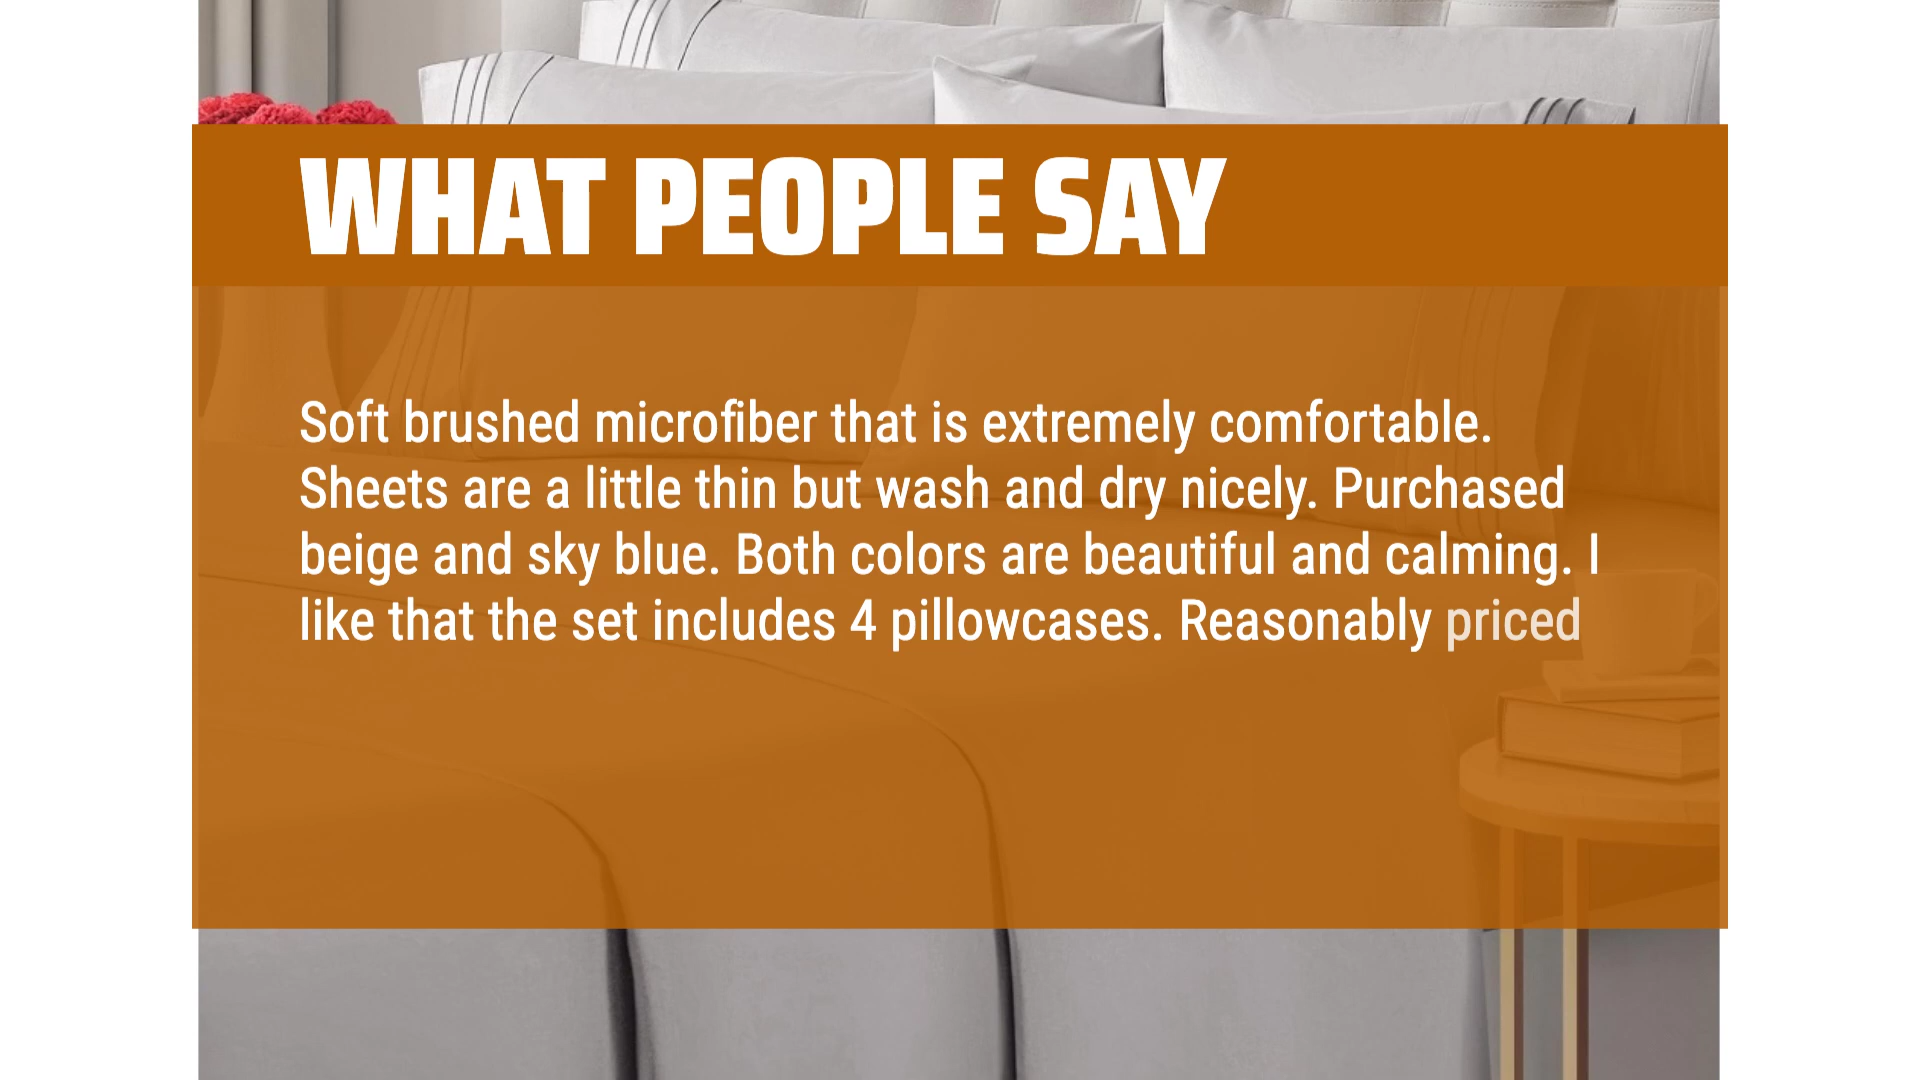 WHAT PEOPLE SAY
Soft brushed microfiber that is extremely comfortable.
Sheets are a little thin but wash and dry nicely. Purchased
beige and sky blue. Both colors are beautiful and calming. I
like that the set includes 4 pillowcases. Reasonably priced